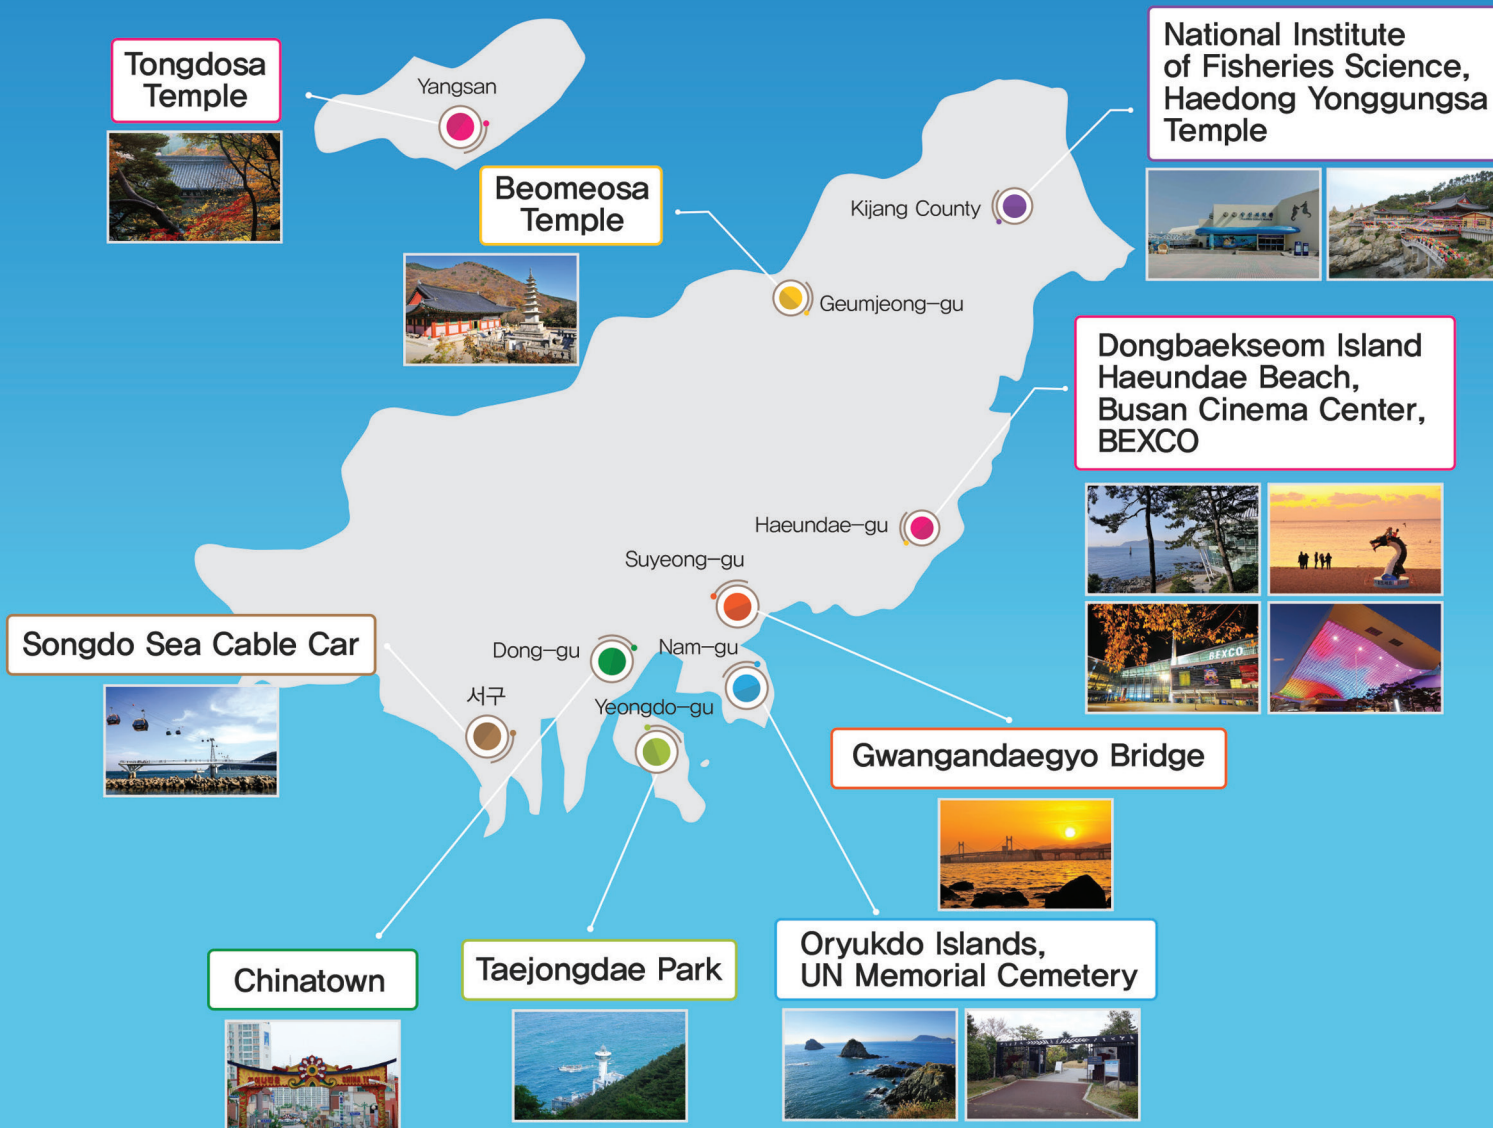 Tongdosa
Temple
Yangsan
National Institute
of Fisheries Science,
Haedong Yonggungsa
Temple
Beomeosa
Temple
Kijang County
Geumjeong-gu
Dongbaekseom Island
Haeundae Beach,
Busan Cinema Center,
BEXCO
Haeundae-gu
Suyeong-gu
BEXCO
Songdo Sea Cable Car
Dong-gu
Nam-gu
서구
Yeongdo-gu
Gwangandaegyo Bridge
Chinatown
Taejongdae Park
Oryukdo Islands,
UN Memorial Cemetery